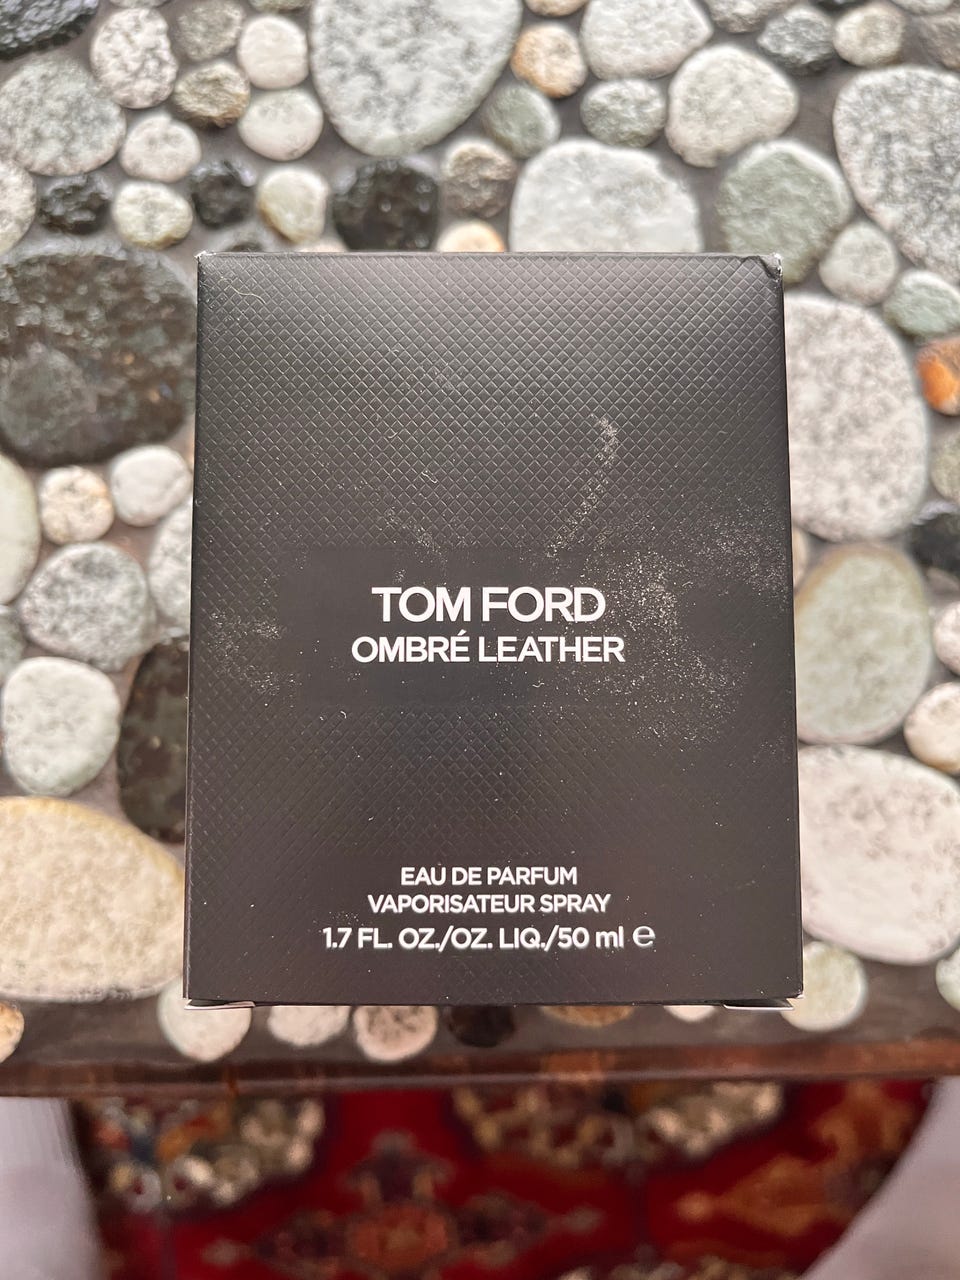 TOM FORD
OMBRÉ LEATHER
EAU DE PARFUM
VAPORISATEUR SPRAY
1.7 FL. OZ./OZ. LIQ./50 ml ℮